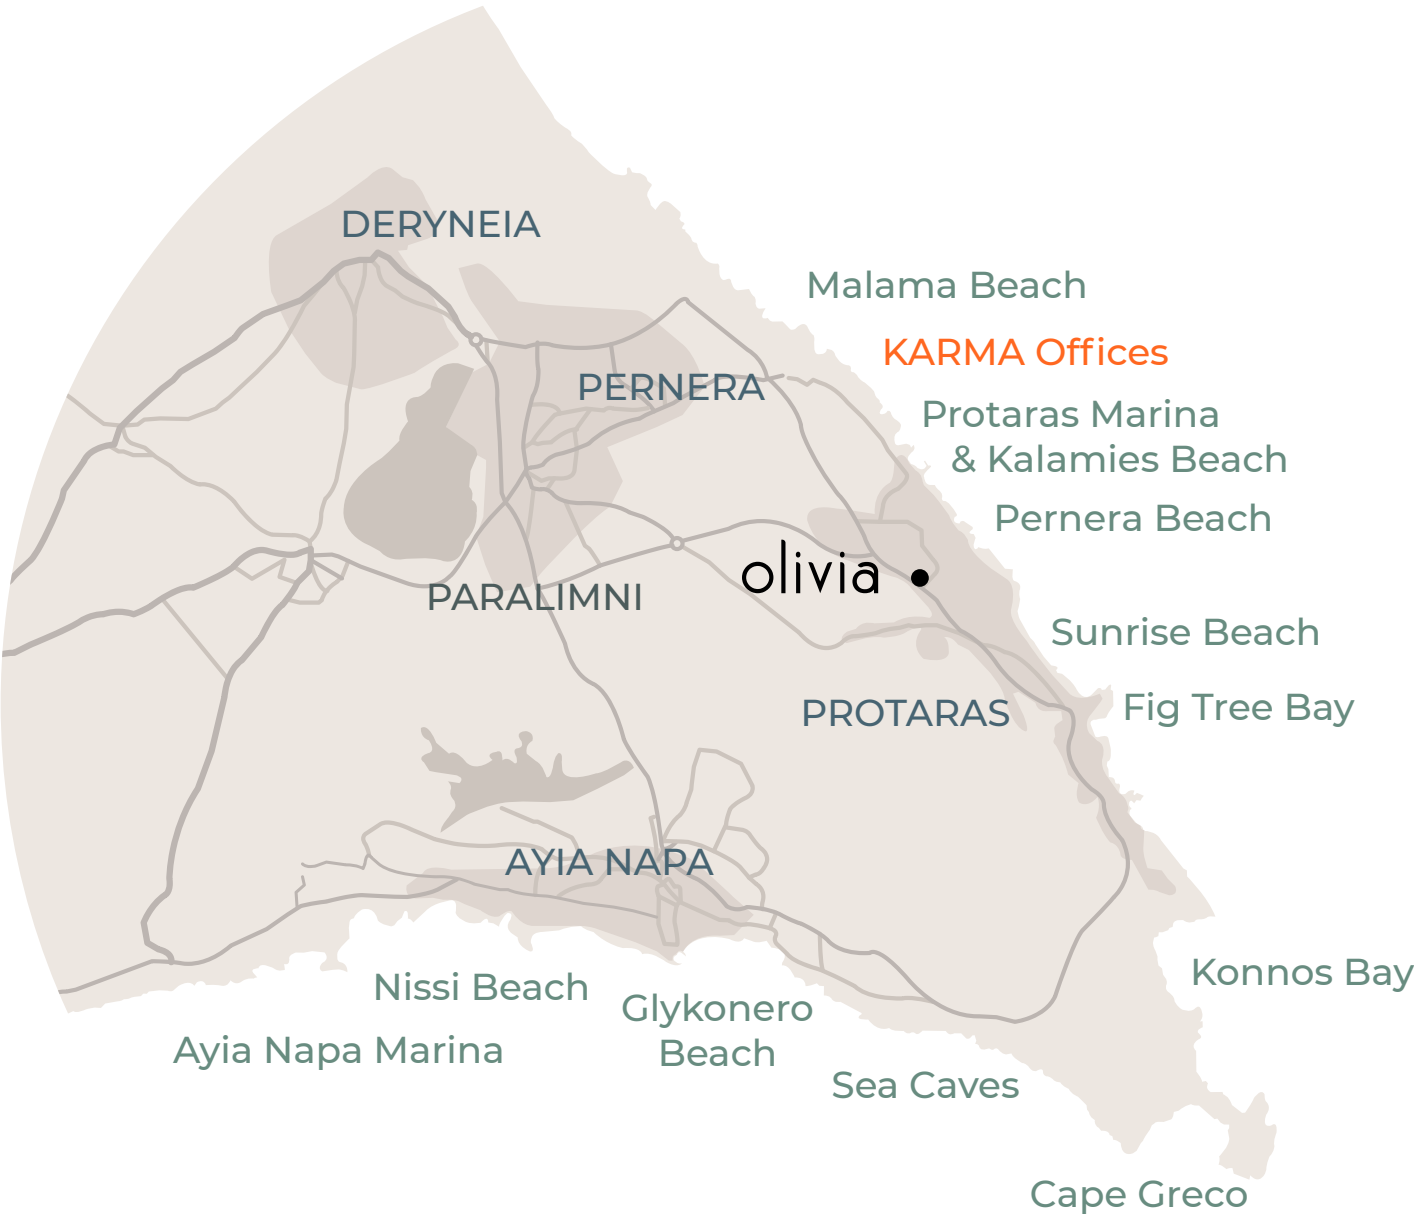 DERYNEIA
Malama Beach
KARMA Offices
PERNERA
Protaras Marina
& Kalamies Beach
Pernera Beach
olivia
PARALIMNI
Sunrise Beach
PROTARAS
Fig Tree Bay
AYIA NAPA
Konnos Bay
Nissi Beach
Glykonero
Beach
Ayia Napa Marina
Sea Caves
Cape Greco